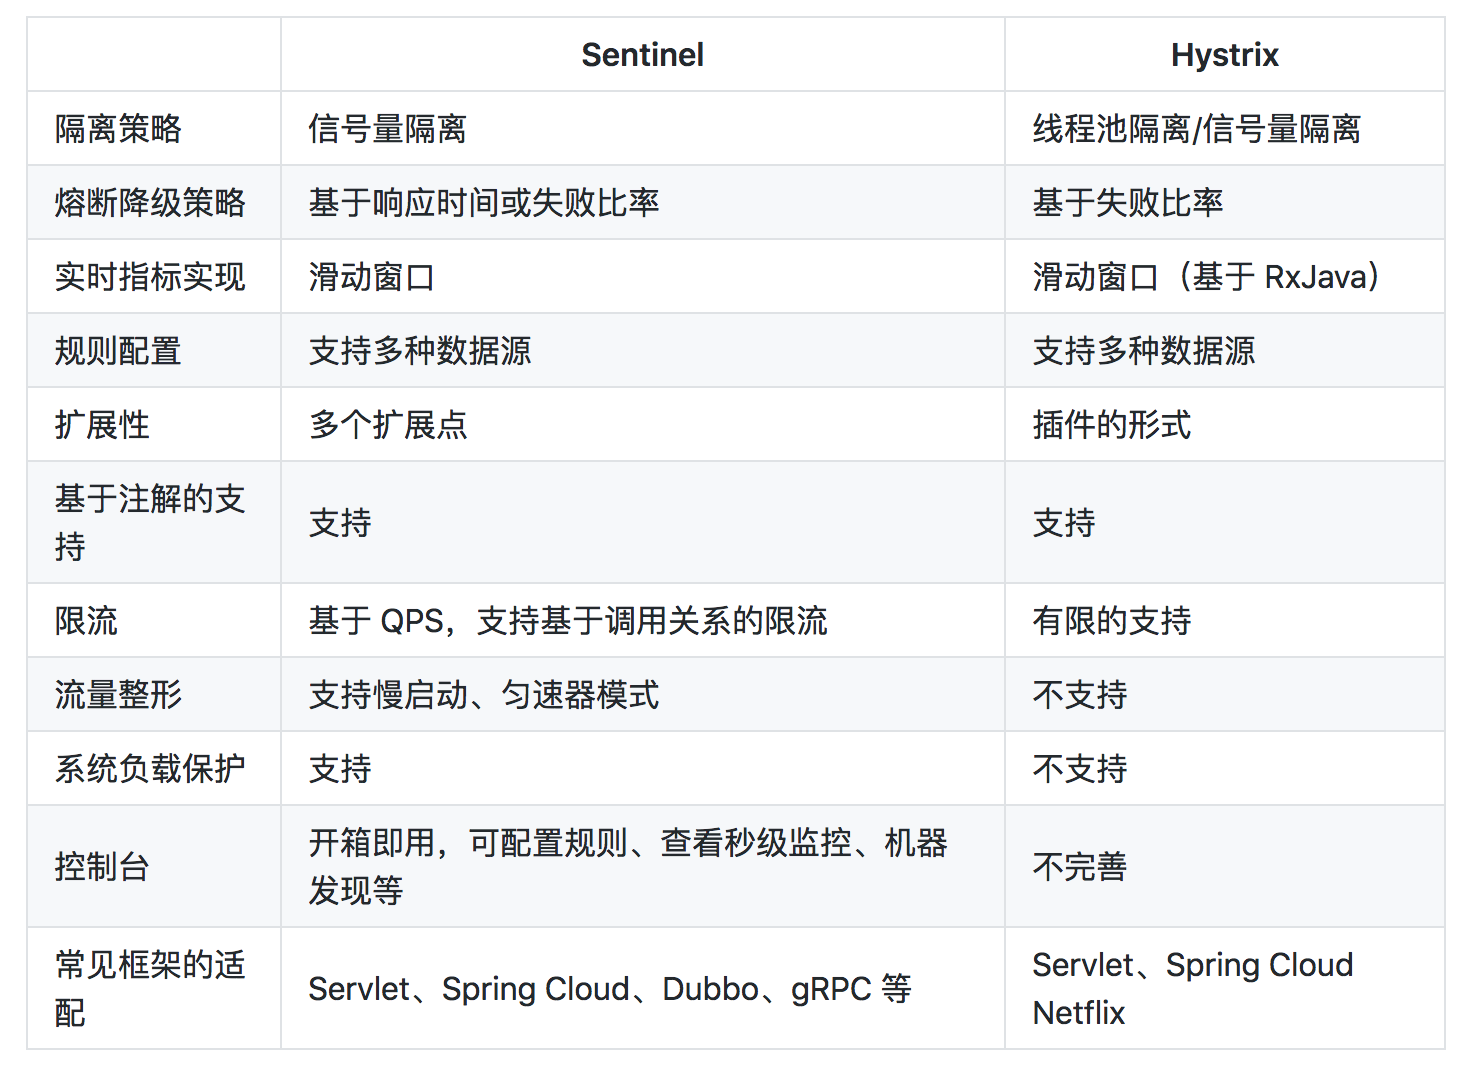 Sentinel
Hystrix
隔离策略
信号量隔离
线程池隔离/信号量隔离
熔断降级策略
基于响应时间或失败比率
基于失败比率
实时指标实现
滑动窗口
滑动窗口（基于 RxJava）
规则配置
支持多种数据源
支持多种数据源
扩展性
多个扩展点
插件的形式
基于注解的支
持
支持
支持
限流
基于 QPS，支持基于调用关系的限流
有限的支持
流量整形
支持慢启动、匀速器模式
不支持
系统负载保护
支持
不支持
控制台
开箱即用，可配置规则、查看秒级监控、机器
发现等
不完善
常见框架的适
配
Servlet、Spring Cloud、Dubbo、gRPC 等
Servlet、Spring Cloud
Netflix